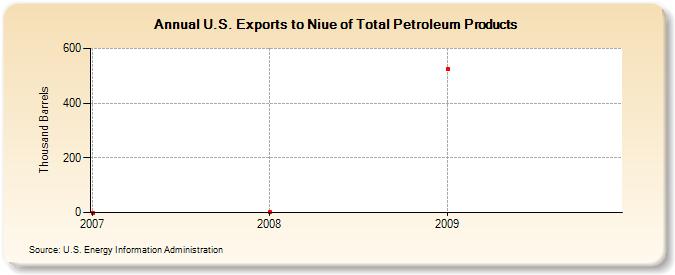 Annual U.S. Exports to Niue of Total Petroleum Products
Thousand Barrels
600
400
200
0
2007 2008 2009
Source: U.S. Energy Information Administration